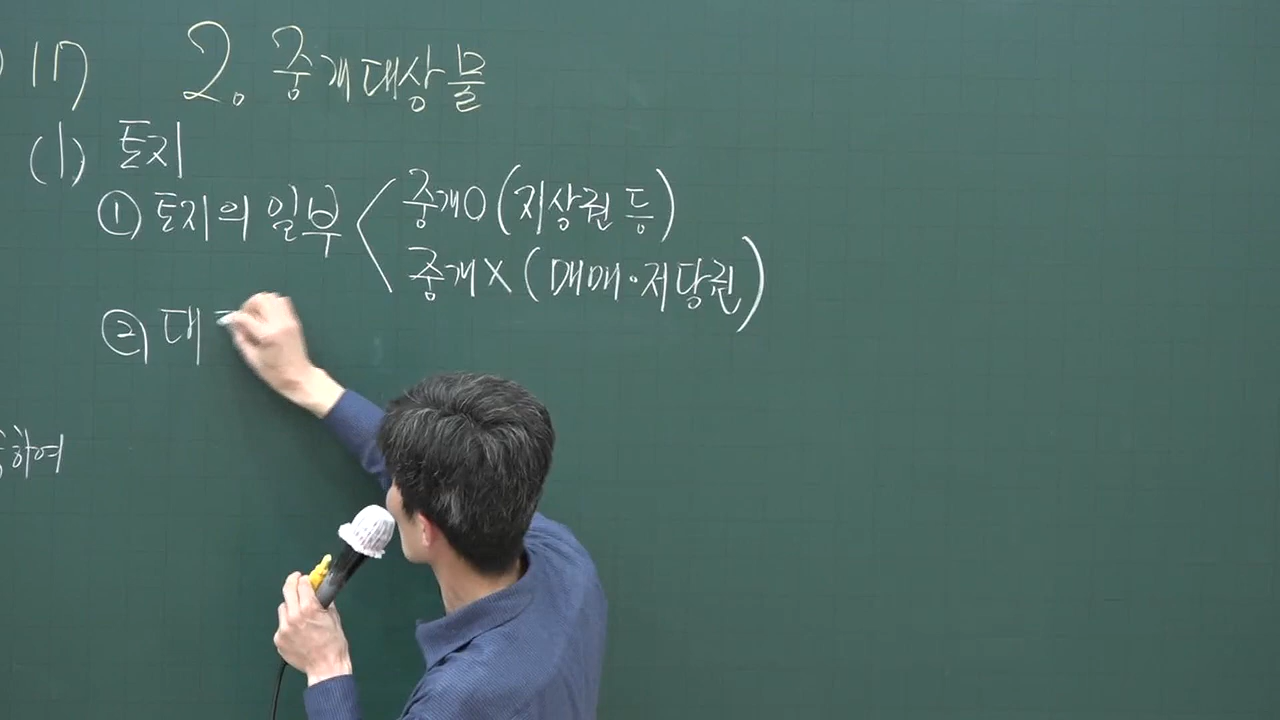 ) 17 2. 중개대상물
(1) 토지
① 토지의 일부 < 중개O (지상권 등)
중개X (매매·저당권)
② 대
하여